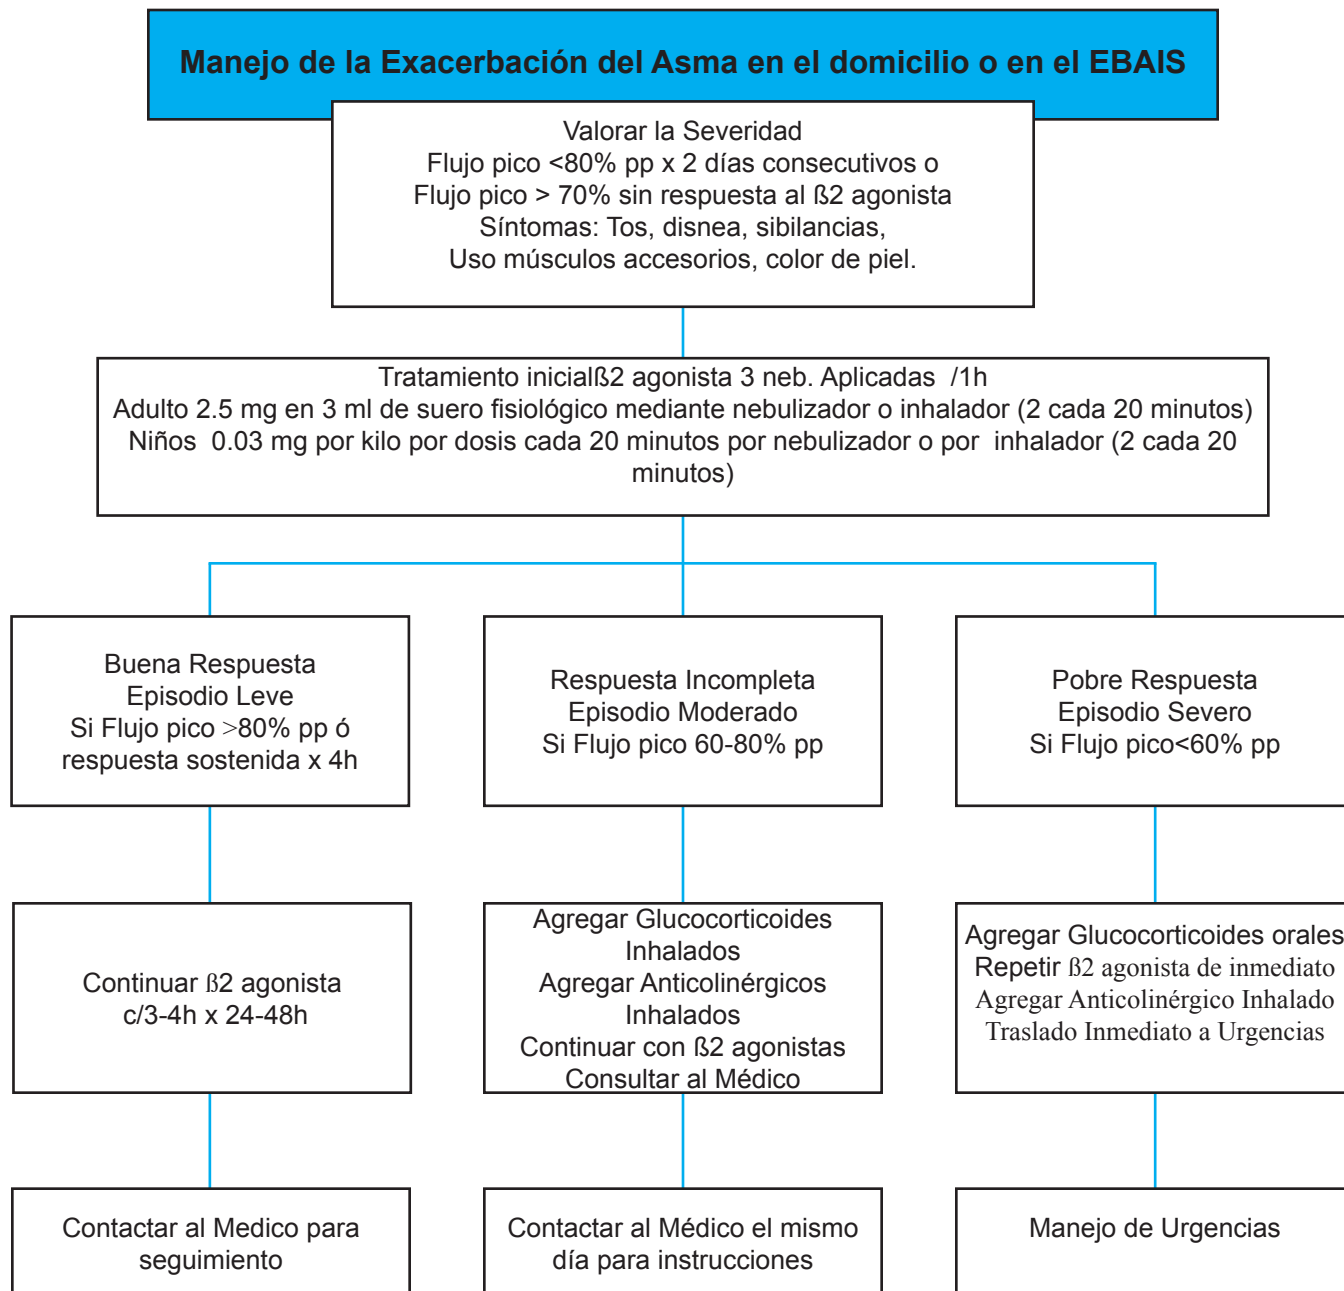 Manejo de la Exacerbación del Asma en el domicilio o en el EBAIS
Valorar la Severidad
Flujo pico <80% pp x 2 días consecutivos o
Flujo pico > 70% sin respuesta al ß2 agonista
Síntomas: Tos, disnea, sibilancias,
Uso músculos accesorios, color de piel.
Tratamiento inicialß2 agonista 3 neb. Aplicadas /1h
Adulto 2.5 mg en 3 ml de suero fisiológico mediante nebulizador o inhalador (2 cada 20 minutos)
Niños 0.03 mg por kilo por dosis cada 20 minutos por nebulizador o por inhalador (2 cada 20
minutos)
Buena Respuesta
Episodio Leve
Si Flujo pico >80% pp ó
respuesta sostenida x 4h
Respuesta Incompleta
Episodio Moderado
Si Flujo pico 60-80% pp
Pobre Respuesta
Episodio Severo
Si Flujo pico<60% pp
Continuar ß2 agonista
c/3-4h x 24-48h
Agregar Glucocorticoides
Inhalados
Agregar Anticolinérgicos
Inhalados
Continuar con ß2 agonistas
Consultar al Médico
Agregar Glucocorticoides orales
Repetir ß2 agonista de inmediato
Agregar Anticolinérgico Inhalado
Traslado Inmediato a Urgencias
Contactar al Medico para
seguimiento
Contactar al Médico el mismo
día para instrucciones
Manejo de Urgencias